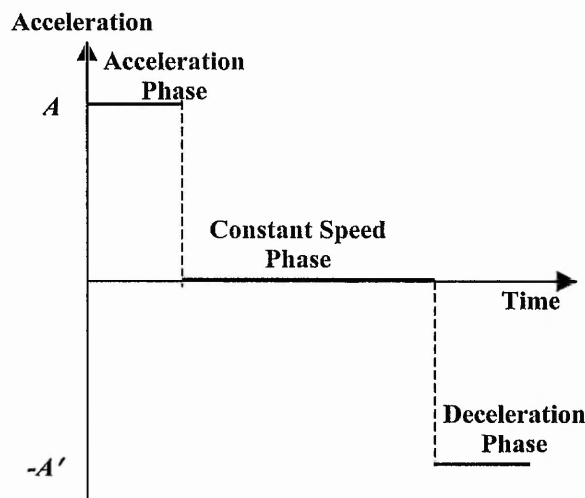 Acceleration
Acceleration
Phase
A
Constant Speed
Phase
Time
Deceleration
Phase
-A'